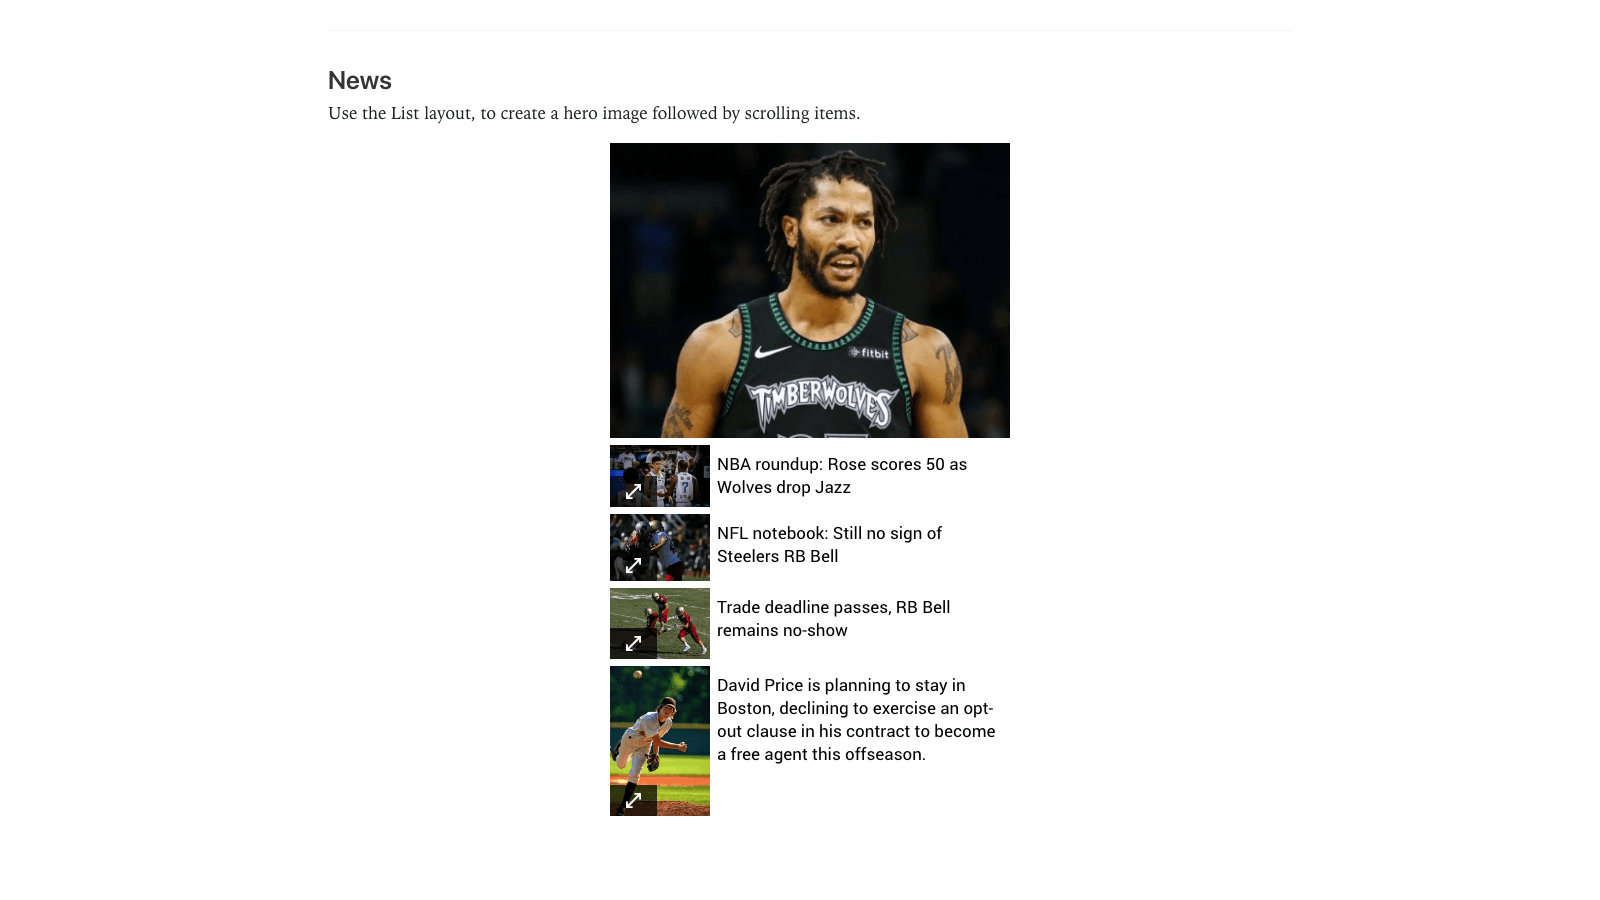 News
Use the List layout, to create a hero image followed by scrolling items.
fitbit
TIMBERWOLVES
NBA roundup: Rose scores 50 as
Wolves drop Jazz
NFL notebook: Still no sign of
Steelers RB Bell
Trade deadline passes, RB Bell
remains no-show
David Price is planning to stay in
Boston, declining to exercise an opt-
out clause in his contract to become
a free agent this offseason.